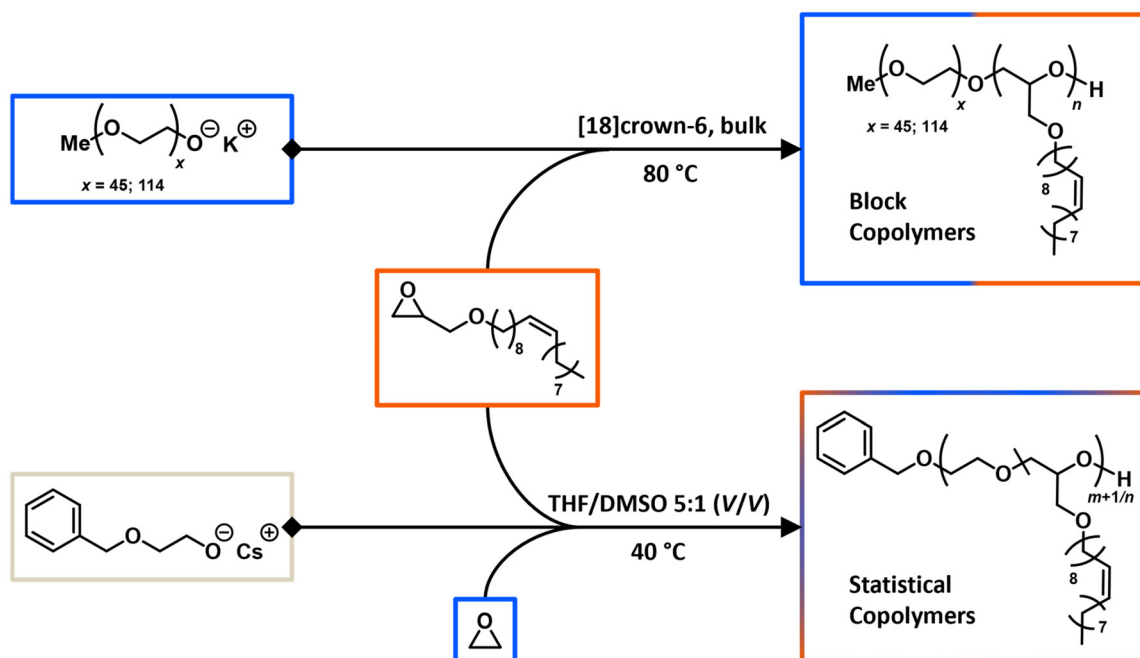 Me O O ⊖ K ⊕
x
x = 45; 114
[18]crown-6, bulk
80 °C
Me O O O H
x n
x = 45; 114
O
8
7
Block
Copolymers
O
O
8
7
O O ⊖ Cs ⊕
THF/DMSO 5:1 (V/V)
40 °C
O
O O O H
m+1/n
O
8
7
Statistical
Copolymers